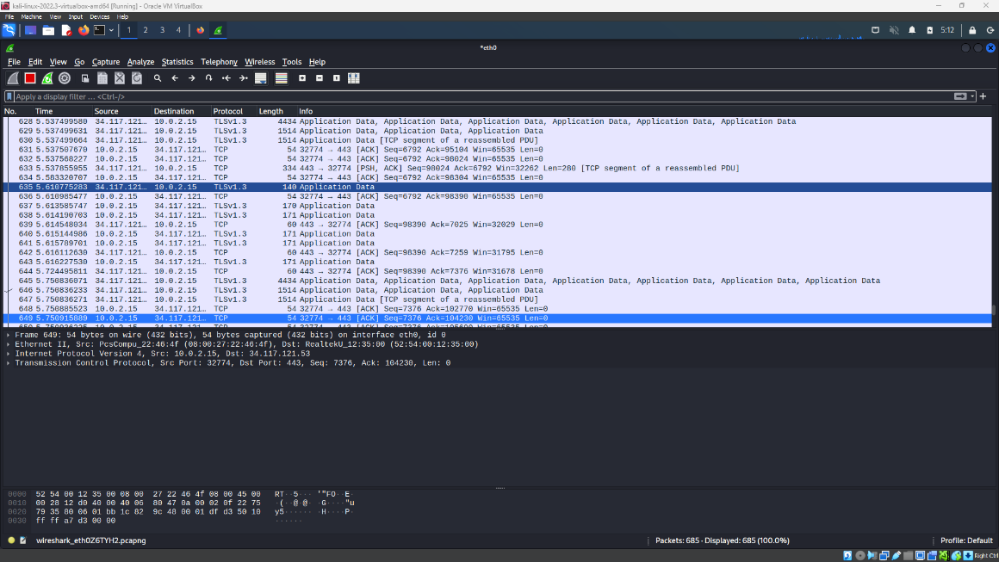 kali-linux-2022.3-virtualbox-amd64 [Running] - Oracle VM VirtualBox
File Machine View Input Devices Help
1 2 3 4 5:12
*eth0
File Edit View Go Capture Analyze Statistics Telephony Wireless Tools Help
Apply a display filter ... <Ctrl-/>
No. Time Source Destination Protocol Length Info
628 5.537499580 34.117.121… 10.0.2.15 TLSv1.3 4434 Application Data, Application Data, Application Data, Application Data, Application Data, Application Data
629 5.537499631 34.117.121… 10.0.2.15 TLSv1.3 1514 Application Data, Application Data
630 5.537499664 34.117.121… 10.0.2.15 TLSv1.3 1514 Application Data [TCP segment of a reassembled PDU]
631 5.537507670 10.0.2.15 34.117.121… TCP 54 32774 → 443 [ACK] Seq=6792 Ack=95104 Win=65535 Len=0
632 5.537568227 10.0.2.15 34.117.121… TCP 54 32774 → 443 [ACK] Seq=6792 Ack=98024 Win=65535 Len=0
633 5.537855955 34.117.121… 10.0.2.15 TCP 334 443 → 32774 [PSH, ACK] Seq=98024 Ack=6792 Win=32262 Len=280 [TCP segment of a reassembled PDU]
634 5.583320707 10.0.2.15 34.117.121… TCP 54 32774 → 443 [ACK] Seq=6792 Ack=98304 Win=65535 Len=0
635 5.610775283 34.117.121… 10.0.2.15 TLSv1.3 140 Application Data
636 5.610985477 10.0.2.15 34.117.121… TCP 54 32774 → 443 [ACK] Seq=6792 Ack=98390 Win=65535 Len=0
637 5.613585747 10.0.2.15 34.117.121… TLSv1.3 170 Application Data
638 5.614190703 10.0.2.15 34.117.121… TLSv1.3 171 Application Data
639 5.614548034 34.117.121… 10.0.2.15 TCP 60 443 → 32774 [ACK] Seq=98390 Ack=7025 Win=32029 Len=0
640 5.615144986 10.0.2.15 34.117.121… TLSv1.3 171 Application Data
641 5.615789701 10.0.2.15 34.117.121… TLSv1.3 171 Application Data
642 5.616112630 34.117.121… 10.0.2.15 TCP 60 443 → 32774 [ACK] Seq=98390 Ack=7259 Win=31795 Len=0
643 5.616227530 10.0.2.15 34.117.121… TLSv1.3 171 Application Data
644 5.724495811 34.117.121… 10.0.2.15 TCP 60 443 → 32774 [ACK] Seq=98390 Ack=7376 Win=31678 Len=0
645 5.750836071 34.117.121… 10.0.2.15 TLSv1.3 4434 Application Data, Application Data, Application Data, Application Data, Application Data, Application Data, Application Data
646 5.750836233 34.117.121… 10.0.2.15 TLSv1.3 1514 Application Data, Application Data
647 5.750836271 34.117.121… 10.0.2.15 TLSv1.3 1514 Application Data [TCP segment of a reassembled PDU]
648 5.750885523 10.0.2.15 34.117.121… TCP 54 32774 → 443 [ACK] Seq=7376 Ack=102770 Win=65535 Len=0
649 5.750915089 10.0.2.15 34.117.121… TCP 54 32774 → 443 [ACK] Seq=7376 Ack=104230 Win=65535 Len=0
Frame 649: 54 bytes on wire (432 bits), 54 bytes captured (432 bits) on interface eth0, id 0
Ethernet II, Src: PcsCompu_22:46:4f (08:00:27:22:46:4f), Dst: RealtekU_12:35:00 (52:54:00:12:35:00)
Internet Protocol Version 4, Src: 10.0.2.15, Dst: 34.117.121.53
Transmission Control Protocol, Src Port: 32774, Dst Port: 443, Seq: 7376, Ack: 104230, Len: 0
0000 52 54 00 12 35 00 08 00 27 22 46 4f 08 00 45 00 RT··5··· '"FO··E·
0010 00 28 12 d0 40 00 40 06 80 47 0a 00 02 0f 22 75 ·(··@·@· ·G····"u
0020 79 35 80 06 01 bb 1c 82 9c 48 00 01 df d3 50 10 y5······ ·H····P·
0030 ff ff a7 d3 00 00 ······
wireshark_eth0Z6TYH2.pcapng Packets: 685 · Displayed: 685 (100.0%) Profile: Default
Right Ctrl